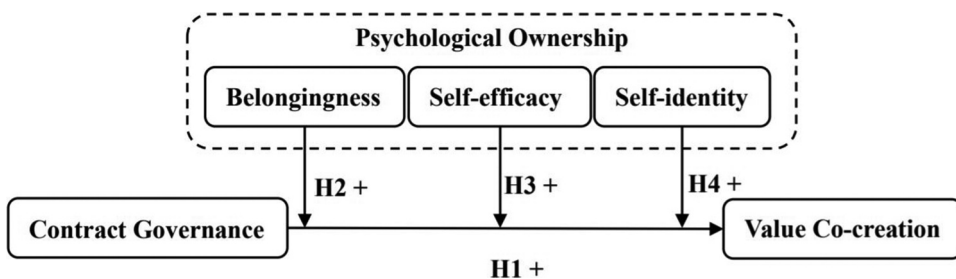 Psychological Ownership
Belongingness
Self-efficacy
Self-identity
H2 +
H3 +
H4 +
Contract Governance
Value Co-creation
H1 +